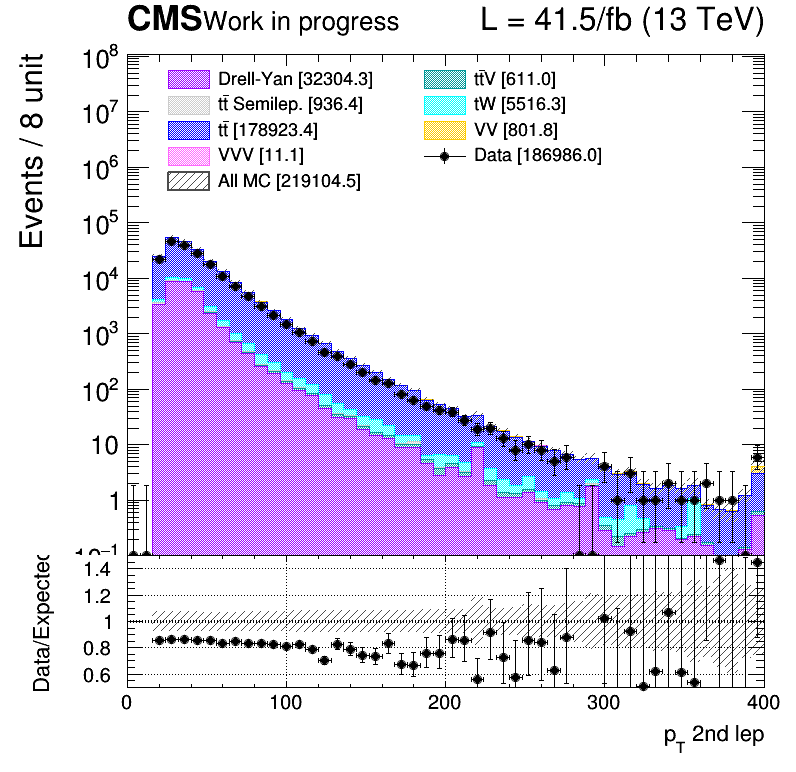 CMS Work in progress L = 41.5/fb (13 TeV)
Events / 8 unit
Drell-Yan [32304.3]
tt̄ Semilep. [936.4]
tt̄ [178923.4]
VVV [11.1]
All MC [219104.5]
tt̄V [611.0]
tW [5516.3]
VV [801.8]
Data [186986.0]
10⁸
10⁷
10⁶
10⁵
10⁴
10³
10²
10
1
10⁻¹
Data/Expected
1.4
1.2
1
0.8
0.6
0 100 200 300 400
p_T 2nd lep